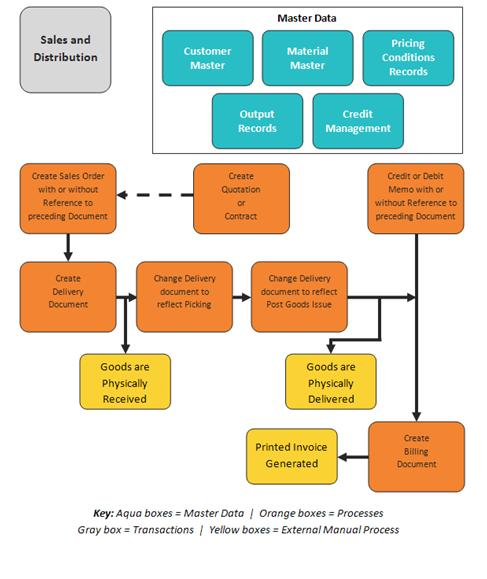 Sales and
Distribution
Master Data
Customer
Master
Material
Master
Pricing
Conditions
Records
Output
Records
Credit
Management
Create Sales Order
with or without
Reference to
preceding Document
Create
Quotation
or
Contract
Credit or Debit
Memo with or
without Reference to
preceding Document
Create
Delivery
Document
Change Delivery
document to
reflect Picking
Change Delivery
document to reflect
Post Goods Issue
Goods are
Physically
Received
Goods are
Physically
Delivered
Printed Invoice
Generated
Create
Billing
Document
Key: Aqua boxes = Master Data | Orange boxes = Processes
Gray box = Transactions | Yellow boxes = External Manual Process